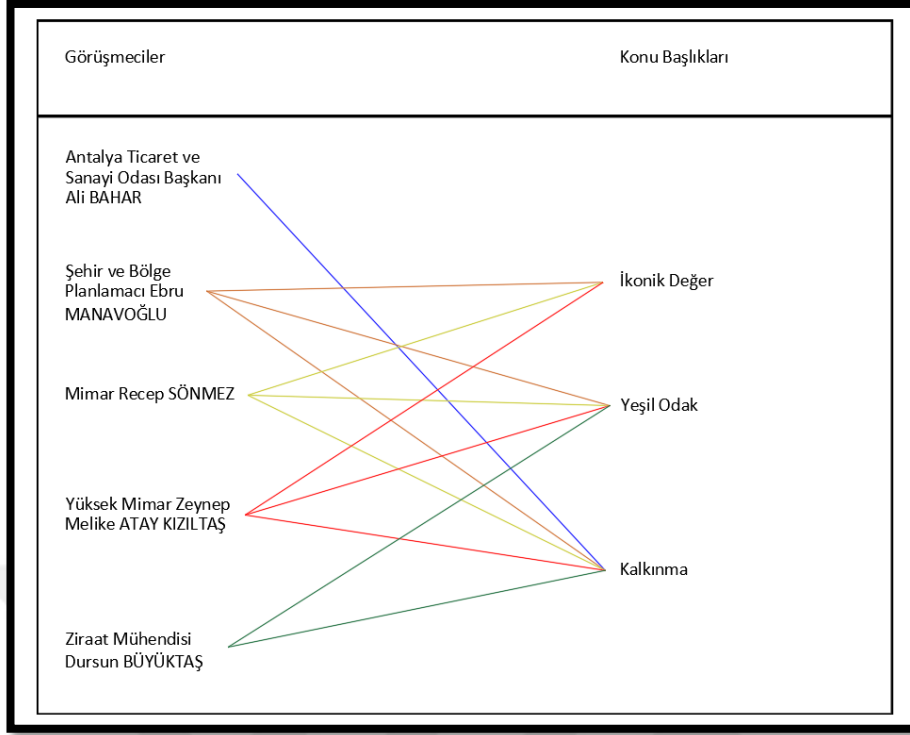 Görüşmeciler
Konu Başlıkları
Antalya Ticaret ve
Sanayi Odası Başkanı
Ali BAHAR
Şehir ve Bölge
Planlamacı Ebru
MANAVOĞLU
Mimar Recep SÖNMEZ
Yüksek Mimar Zeynep
Melike ATAY KIZILTAŞ
Ziraat Mühendisi
Dursun BÜYÜKTAŞ
İkonik Değer
Yeşil Odak
Kalkınma